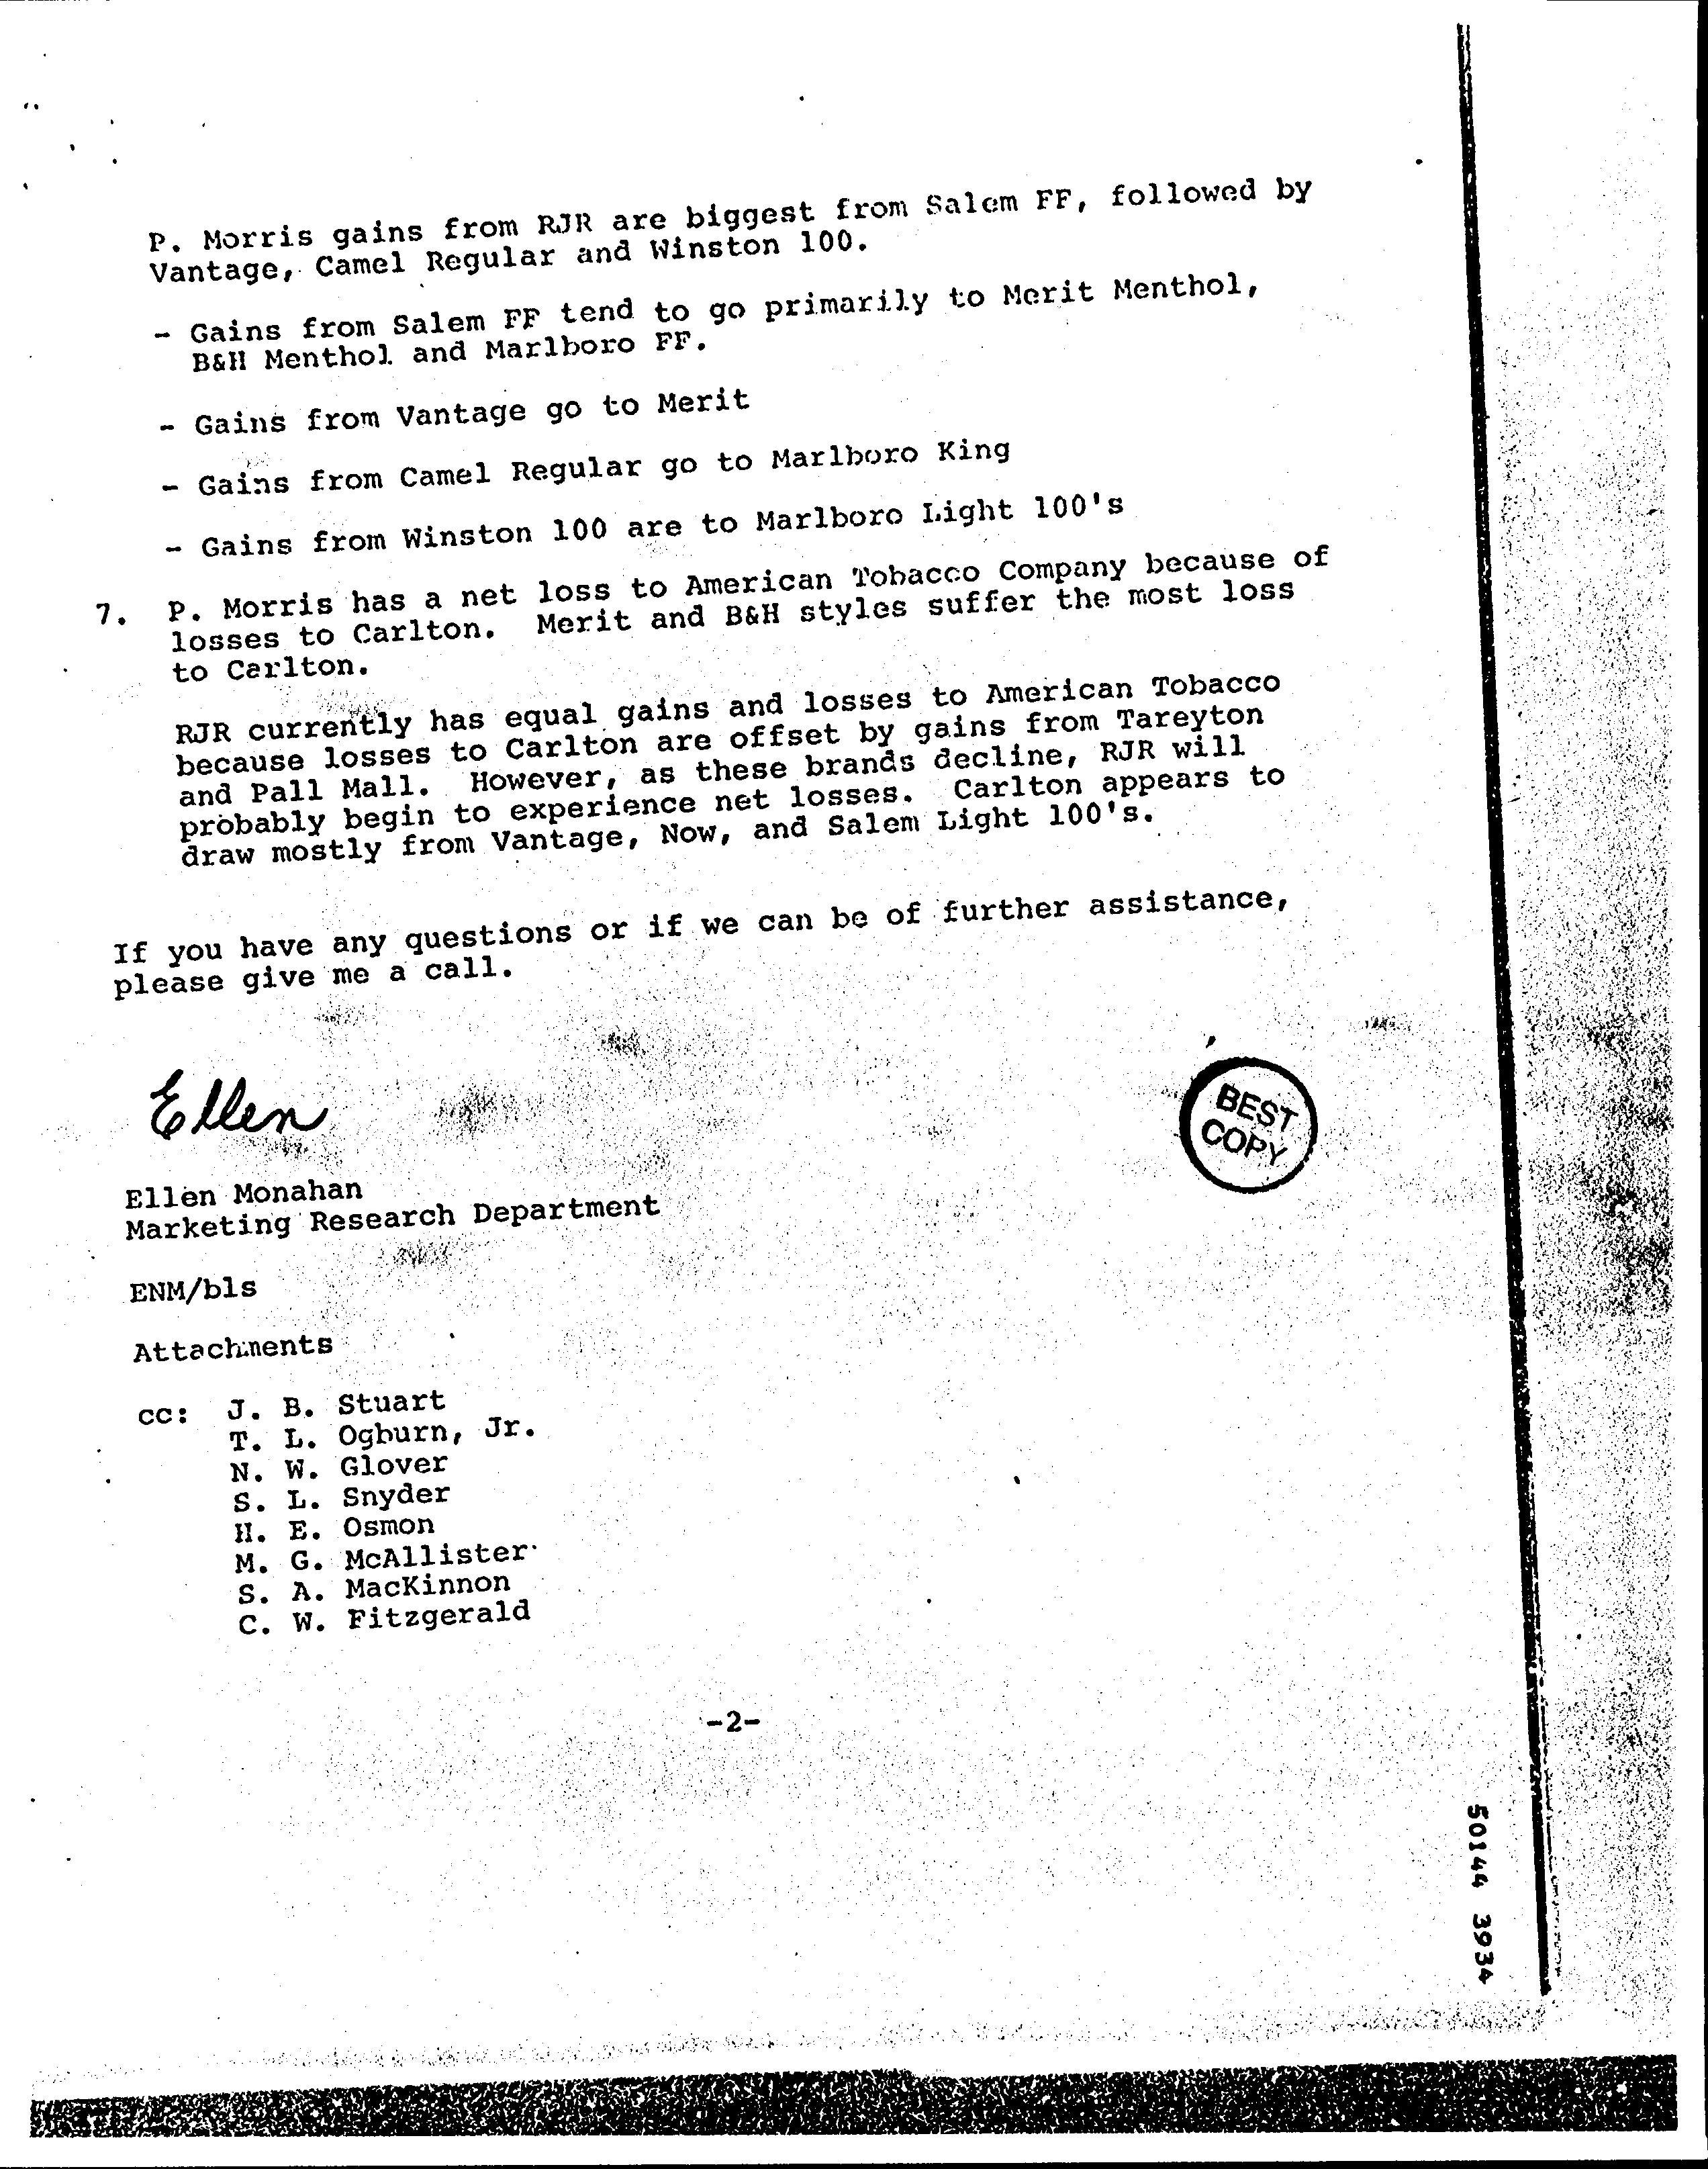 P. Morris gains from RJR are biggest from Salem FF, followed by
Vantage, Camel Regular and Winston 100.
- Gains from Salem FF tend to go primarily to Merit Menthol,
B&H Menthol and Marlboro FF.
- Gains from Vantage go to Merit
- Gains from Camel Regular go to Marlboro King
- Gains from Winston 100 are to Marlboro Light 100's
7. P. Morris has a net loss to American Tobacco Company because of
losses to Carlton. Merit and B&H styles suffer the most loss
to Carlton.
RJR currently has equal gains and losses to American Tobacco
because losses to Carlton are offset by gains from Tareyton
and Pall Mall. However, as these brands decline, RJR will
probably begin to experience net losses. Carlton appears to
draw mostly from Vantage, Now, and Salem Light 100's.
If you have any questions or if we can be of further assistance,
please give me a call.
Ellen
BEST
COPY
Ellen Monahan
Marketing Research Department
ENM/bls
Attachments
cc: J. B. Stuart
T. L. Ogburn, Jr.
N. W. Glover
S. L. Snyder
H. E. Osmon
M. G. McAllister
S. A. MacKinnon
C. W. Fitzgerald
-2-
50144 3934